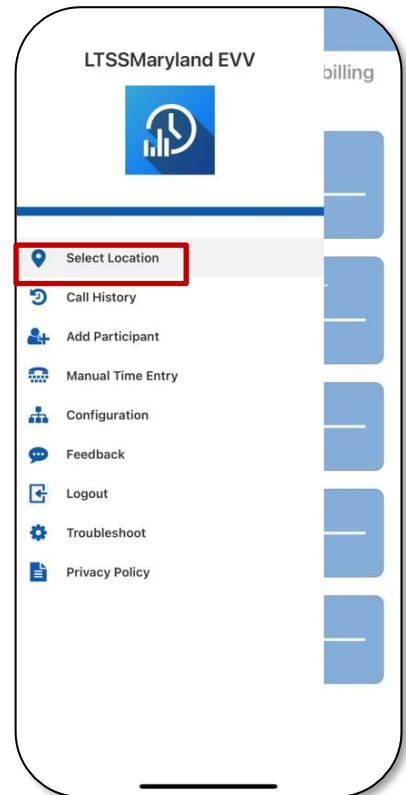 LTSSMaryland EVV
billing
Select Location
Call History
Add Participant
Manual Time Entry
Configuration
Feedback
Logout
Troubleshoot
Privacy Policy